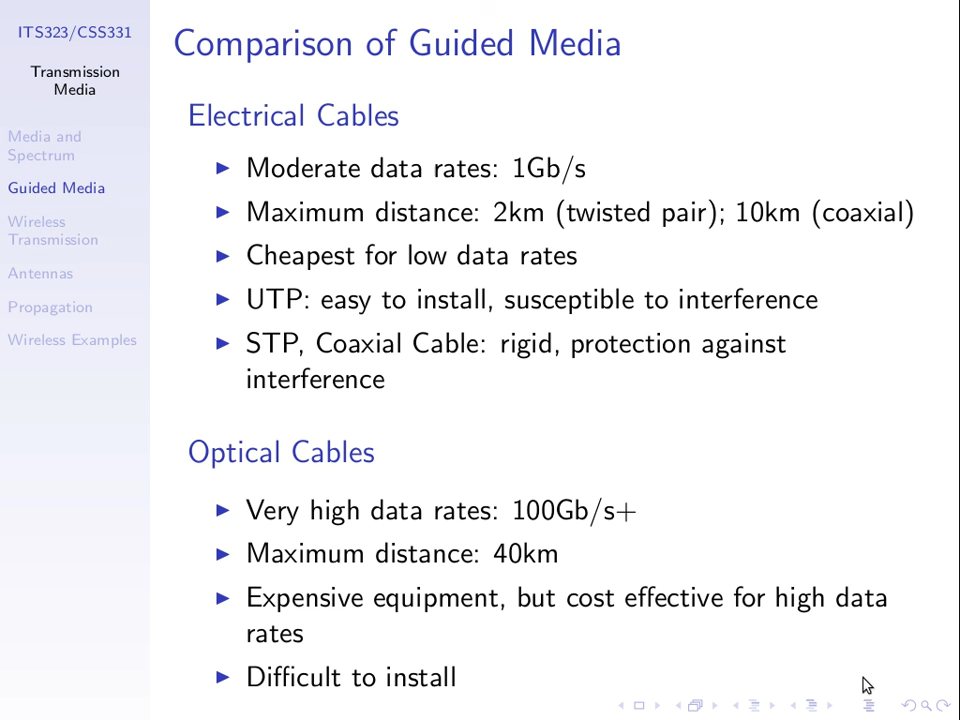 ITS323/CSS331
Transmission
Media
Media and
Spectrum
Guided Media
Wireless
Transmission
Antennas
Propagation
Wireless Examples
Comparison of Guided Media
Electrical Cables
Moderate data rates: 1Gb/s
Maximum distance: 2km (twisted pair); 10km (coaxial)
Cheapest for low data rates
UTP: easy to install, susceptible to interference
STP, Coaxial Cable: rigid, protection against
interference
Optical Cables
Very high data rates: 100Gb/s+
Maximum distance: 40km
Expensive equipment, but cost effective for high data
rates
Difficult to install